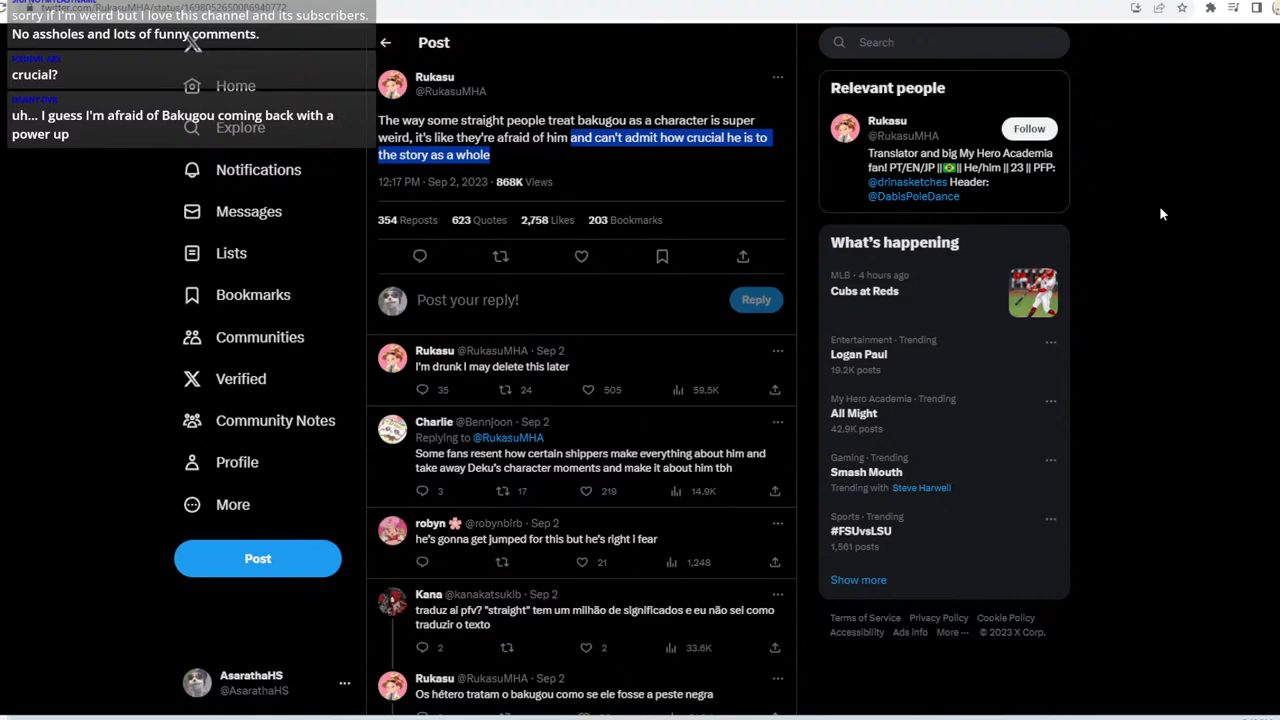 twitter.com/RukasuMHA/status/1698052650086940772
sorry if I'm weird but I love this channel and its subscribers.
No assholes and lots of funny comments.
crucial?
uh... I guess I'm afraid of Bakugou coming back with a
power up
Home
Explore
Notifications
Messages
Lists
Bookmarks
Communities
Verified
Community Notes
Profile
More
Post
AsarathaHS
@AsarathaHS
Post
Rukasu
@RukasuMHA
The way some straight people treat bakugou as a character is super
weird, it's like they're afraid of him and can't admit how crucial he is to
the story as a whole
12:17 PM · Sep 2, 2023 · 868K Views
354 Reposts 623 Quotes 2,758 Likes 203 Bookmarks
Post your reply!
Reply
Rukasu @RukasuMHA · Sep 2
I'm drunk I may delete this later
35 24 505 59.5K
Charlie @Bennjoon · Sep 2
Replying to @RukasuMHA
Some fans resent how certain shippers make everything about him and
take away Deku's character moments and make it about him tbh
3 17 219 14.9K
robyn @robynbirb · Sep 2
he's gonna get jumped for this but he's right i fear
21 1,248
Kana @kanakatsuklb · Sep 2
traduz ai pfv? "straight" tem um milhão de significados e eu não sei como
traduzir o texto
2 2 33.6K
Rukasu @RukasuMHA · Sep 2
Os hétero tratam o bakugou como se ele fosse a peste negra
Search
Relevant people
Rukasu
@RukasuMHA
Follow
Translator and big My Hero Academia
fan! PT/EN/JP || || He/him || 23 || PFP:
@drinasketches Header:
@DabisPoleDance
What's happening
MLB · 4 hours ago
Cubs at Reds
Entertainment · Trending
Logan Paul
19.2K posts
My Hero Academia · Trending
All Might
42.9K posts
Gaming · Trending
Smash Mouth
Trending with Steve Harwell
Sports · Trending
#FSUvsLSU
1,561 posts
Show more
Terms of Service Privacy Policy Cookie Policy
Accessibility Ads info More ··· © 2023 X Corp.